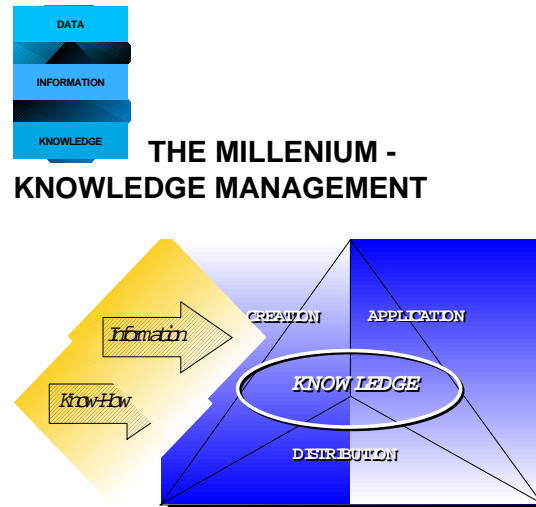 DATA
INFORMATION
KNOWLEDGE
THE MILLENIUM -
KNOWLEDGE MANAGEMENT
CREATION
APPLICATION
Information
KNOWLEDGE
Know-How
DISTRIBUTION